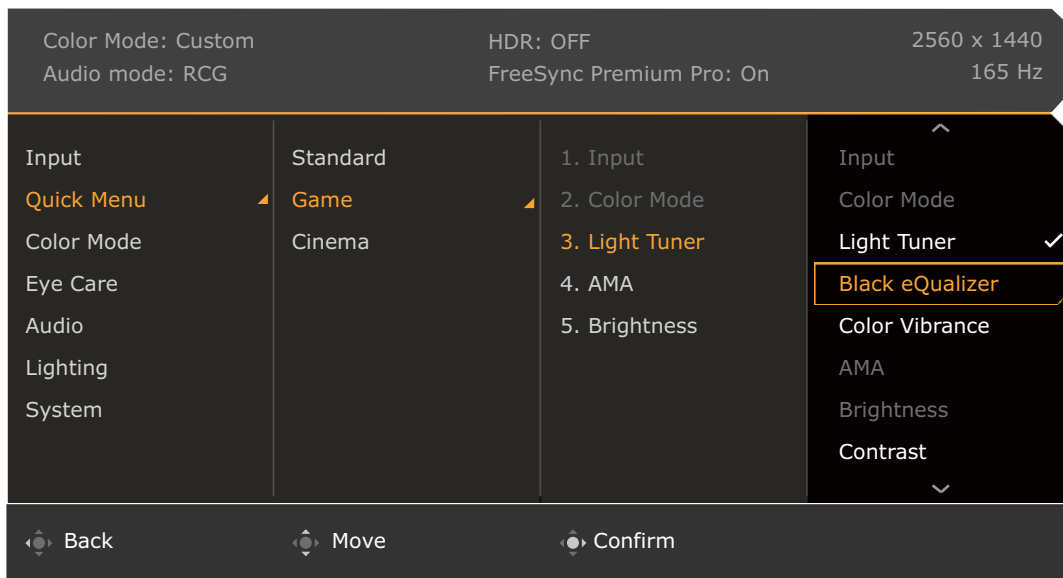 Color Mode: Custom
HDR: OFF
2560 x 1440
Audio mode: RCG
FreeSync Premium Pro: On
165 Hz
Input
Quick Menu
Color Mode
Eye Care
Audio
Lighting
System
Standard
Game
Cinema
1. Input
2. Color Mode
3. Light Tuner
4. AMA
5. Brightness
Input
Color Mode
Light Tuner
Black eQualizer
Color Vibrance
AMA
Brightness
Contrast
Back
Move
Confirm